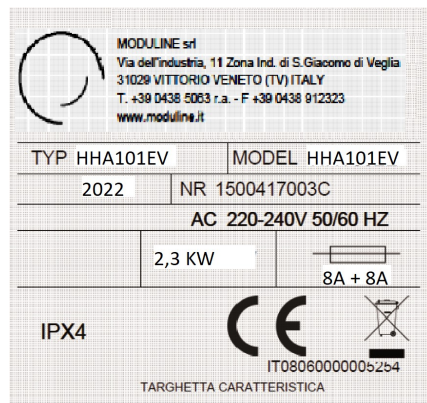 MODULINE srl
Via dell'industria, 11 Zona Ind. di S.Giacomo di Veglia
31029 VITTORIO VENETO (TV) ITALY
T. +39 0438 5063 r.a. - F +39 0438 912323
www.moduline.it
TYP HHA101EV MODEL HHA101EV
2022 NR 1500417003C
AC 220-240V 50/60 HZ
2,3 KW
8A + 8A
IPX4 CE
IT08060000005254
TARGHETTA CARATTERISTICA